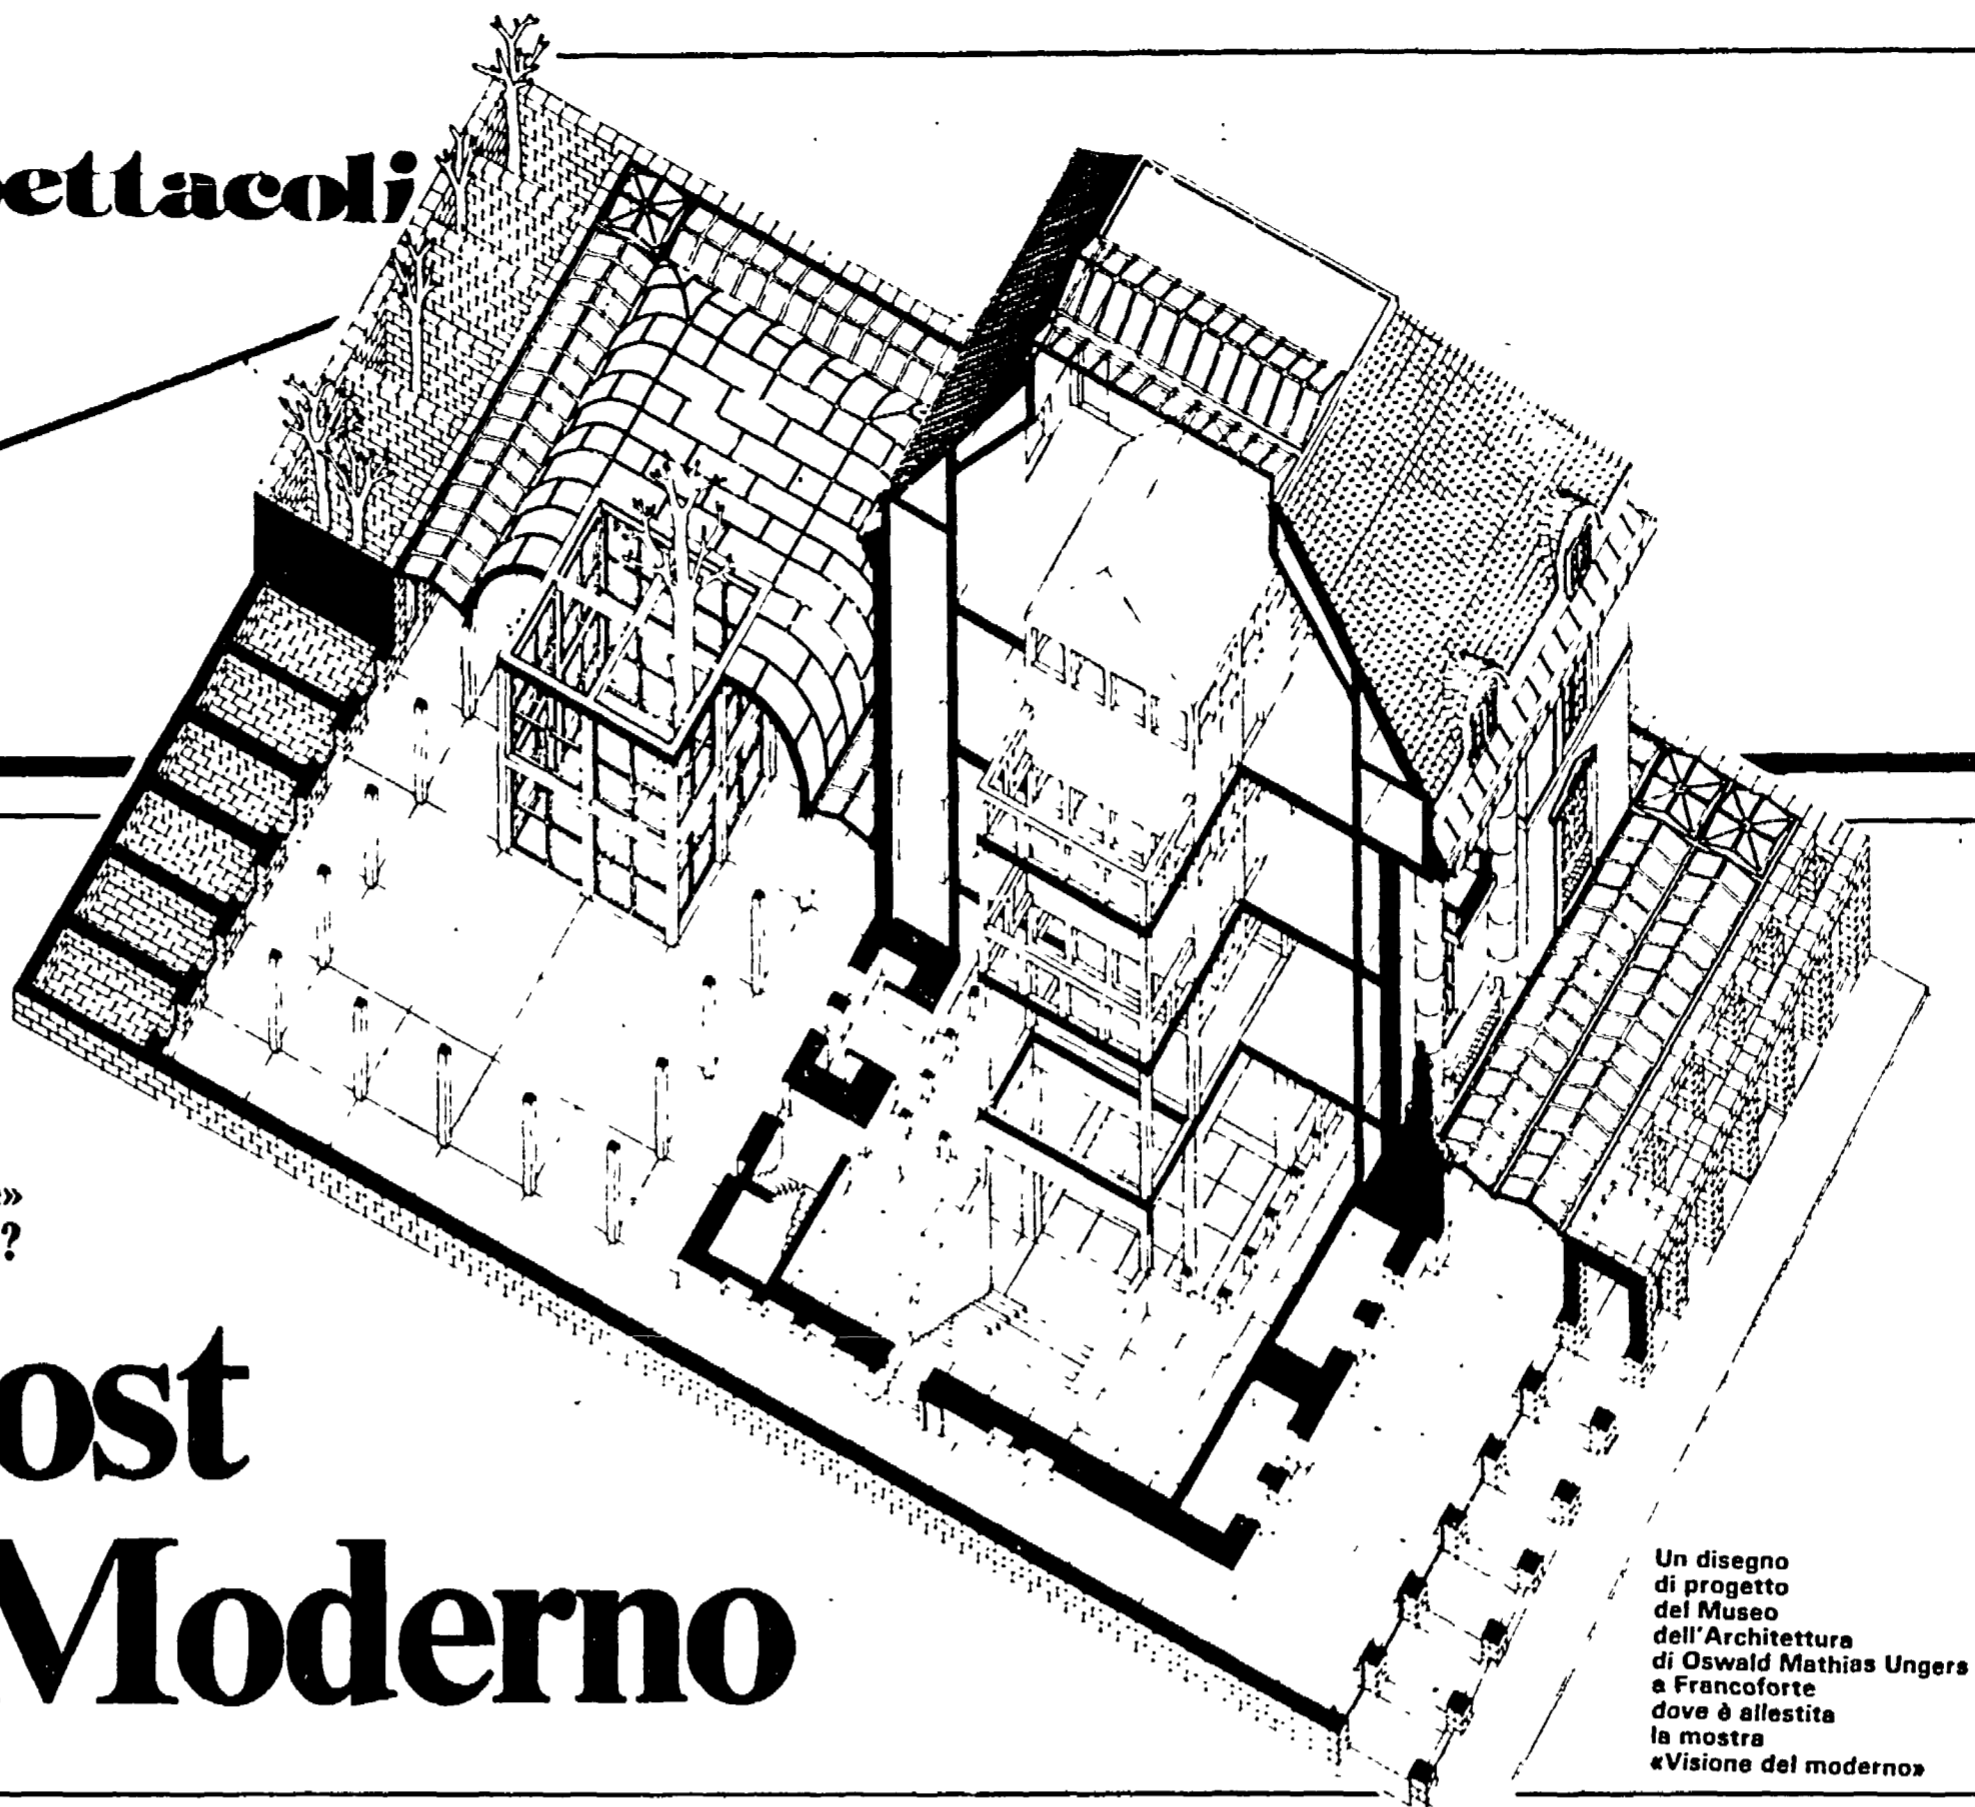 ettacoli
»
?
ost
Moderno
Un disegno
di progetto
del Museo
dell'Architettura
di Oswald Mathias Ungers
a Francoforte
dove è allestita
la mostra
«Visione del moderno»